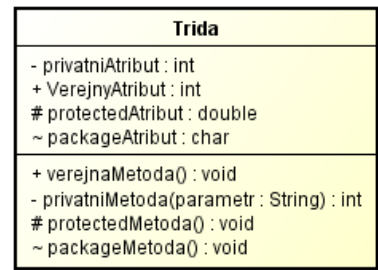 Trida
- privatniAtribut : int
+ VerejnyAtribut : int
# protectedAtribut : double
~ packageAtribut : char
+ verejnaMetoda() : void
- privatniMetoda(parametr : String) : int
# protectedMetoda() : void
~ packageMetoda() : void